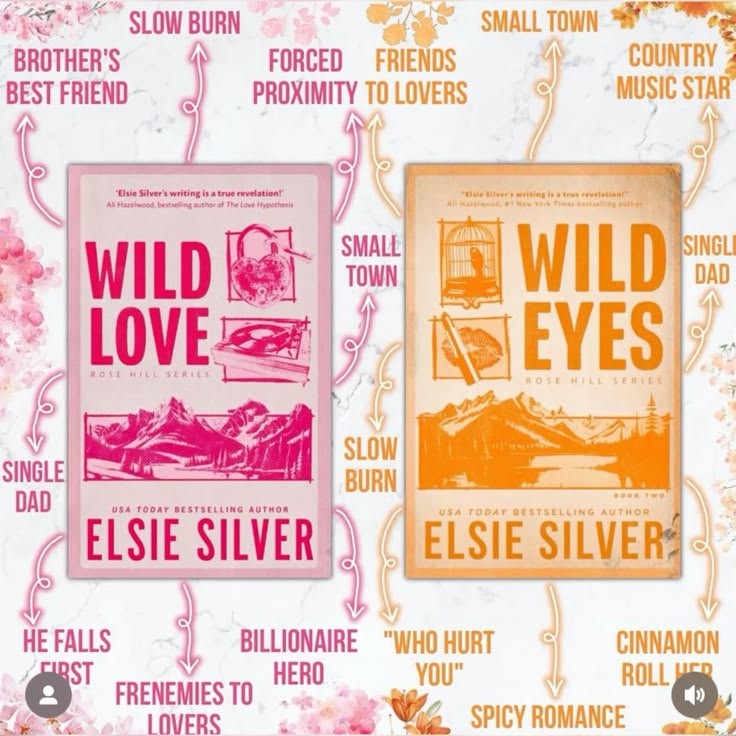 SLOW BURN
BROTHER'S
BEST FRIEND
FORCED
PROXIMITY
FRIENDS
TO LOVERS
SMALL TOWN
COUNTRY
MUSIC STAR
'Elsie Silver's writing is a true revelation!'
Ali Hazelwood, bestselling author of The Love Hypothesis
WILD
LOVE
ROSE HILL SERIES
USA TODAY BESTSELLING AUTHOR
ELSIE SILVER
SMALL
TOWN
SINGLE
DAD
HE FALLS
FIRST
FRENEMIES TO
LOVERS
BILLIONAIRE
HERO
"Elsie Silver's writing is a true revelation!"
Ali Hazelwood, #1 New York Times bestselling author
WILD
EYES
ROSE HILL SERIES
BOOK TWO
USA TODAY BESTSELLING AUTHOR
ELSIE SILVER
SINGL
DAD
SLOW
BURN
"WHO HURT
YOU"
SPICY ROMANCE
CINNAMON
ROLL